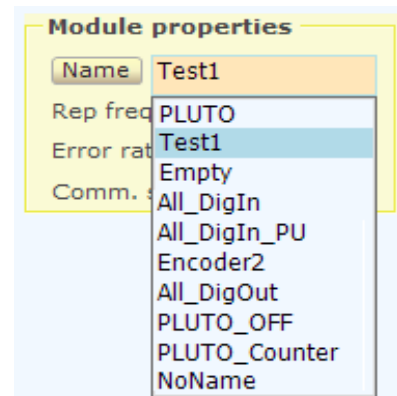 Module properties
Name Test1
Rep freq
PLUTO
Test1
Error rat
Empty
Comm.
All_DigIn
All_DigIn_PU
Encoder2
All_DigOut
PLUTO_OFF
PLUTO_Counter
NoName